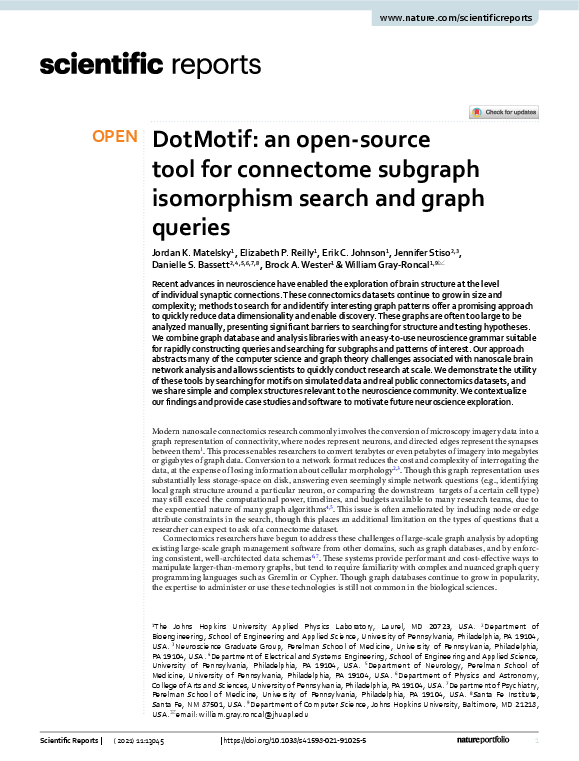 www.nature.com/scientificreports
scientific reports
Check for updates
OPEN
DotMotif: an open-source
tool for connectome subgraph
isomorphism search and graph
queries
Jordan K. Matelsky1, Elizabeth P. Reilly1, Erik C. Johnson1, Jennifer Stiso2,3,
Danielle S. Bassett2,4,5,6,7,8, Brock A. Wester1 & William Gray-Roncal1,9✉
Recent advances in neuroscience have enabled the exploration of brain structure at the level
of individual synaptic connections. These connectomics datasets continue to grow in size and
complexity; methods to search for and identify interesting graph patterns offer a promising approach
to quickly reduce data dimensionality and enable discovery. These graphs are often too large to be
analyzed manually, presenting significant barriers to searching for structure and testing hypotheses.
We combine graph database and analysis libraries with an easy-to-use neuroscience grammar suitable
for rapidly constructing queries and searching for subgraphs and patterns of interest. Our approach
abstracts many of the computer science and graph theory challenges associated with nanoscale brain
network analysis and allows scientists to quickly conduct research at scale. We demonstrate the utility
of these tools by searching for motifs on simulated data and real public connectomics datasets, and
we share simple and complex structures relevant to the neuroscience community. We contextualize
our findings and provide case studies and software to motivate future neuroscience exploration.
Modern nanoscale connectomics research commonly involves the conversion of microscopy imagery data into a
graph representation of connectivity, where nodes represent neurons, and directed edges represent the synapses
between them1. This process enables researchers to convert terabytes or even petabytes of imagery into megabytes
or gigabytes of graph data. Conversion to a network format reduces the cost and complexity of interrogating the
data, at the expense of losing information about cellular morphology2,3. Though this graph representation uses
substantially less storage-space on disk, answering even seemingly simple network questions (e.g., identifying
local graph structure around a particular neuron, or comparing the downstream targets of a certain cell type)
may still exceed the computational power, timelines, and budgets available to many research teams, due to
the exponential nature of many graph algorithms4,5. This issue is often ameliorated by including node or edge
attribute constraints in the search, though this places an additional limitation on the types of questions that a
researcher can expect to ask of a connectome dataset.
Connectomics researchers have begun to address these challenges of large-scale graph analysis by adopting
existing large-scale graph management software from other domains, such as graph databases, and by enforc-
ing consistent, well-architected data schemas6,7. These systems provide performant and cost-effective ways to
manipulate larger-than-memory graphs, but tend to require familiarity with complex and nuanced graph query
programming languages such as Gremlin or Cypher. Though graph databases continue to grow in popularity,
the expertise to administer or use these technologies is still not common in the biological sciences.
1The Johns Hopkins University Applied Physics Laboratory, Laurel, MD 20723, USA. 2Department of
Bioengineering, School of Engineering and Applied Science, University of Pennsylvania, Philadelphia, PA 19104,
USA. 3Neuroscience Graduate Group, Perelman School of Medicine, University of Pennsylvania, Philadelphia,
PA 19104, USA. 4Department of Electrical and Systems Engineering, School of Engineering and Applied Science,
University of Pennsylvania, Philadelphia, PA 19104, USA. 5Department of Neurology, Perelman School of
Medicine, University of Pennsylvania, Philadelphia, PA 19104, USA. 6Department of Physics and Astronomy,
College of Arts and Sciences, University of Pennsylvania, Philadelphia, PA 19104, USA. 7Department of Psychiatry,
Perelman School of Medicine, University of Pennsylvania, Philadelphia, PA 19104, USA. 8Santa Fe Institute,
Santa Fe, NM 87501, USA. 9Department of Computer Science, Johns Hopkins University, Baltimore, MD 21218,
USA. ✉email: william.gray.roncal@jhuapl.edu
Scientific Reports | (2021) 11:13045 | https://doi.org/10.1038/s41598-021-91025-5 natureportfolio 1